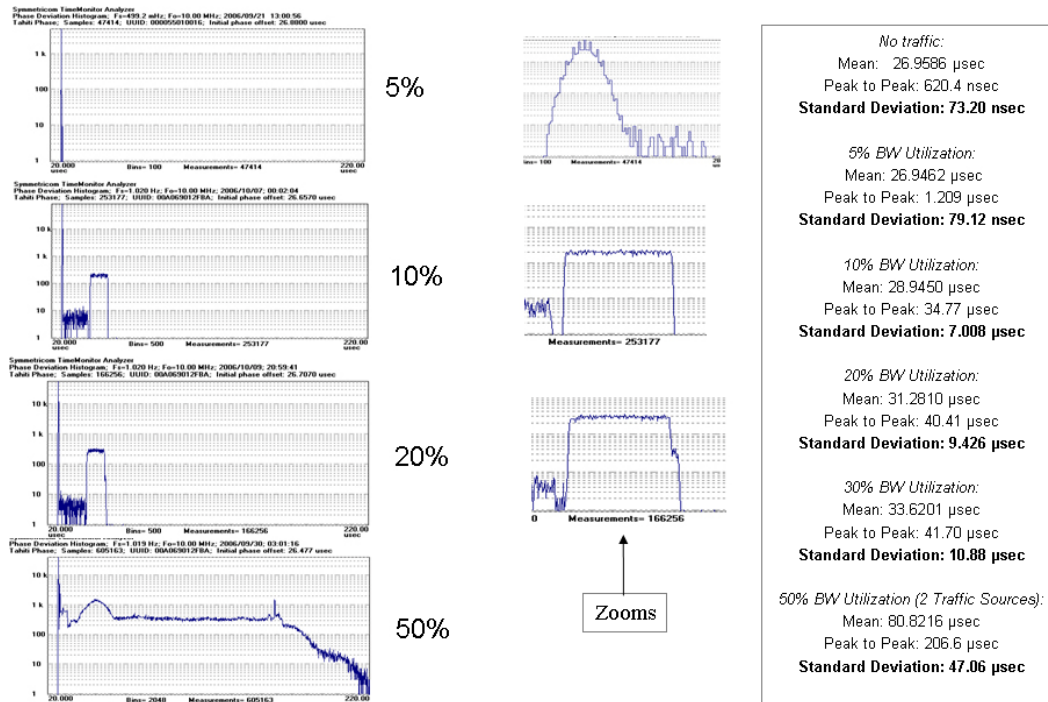 Symmetricom TimeMonitor Analyzer
Phase Deviation Histogram; Fs=499.2 mHz; Fo=10.00 MHz; 2006/09/21 13:00:56
Tahiti Phase; Samples: 47414; UUID: 000055010016; Initial phase offset: 26.8800 usec
1 k
100
10
1
20.000
usec
Bins= 100 Measurements= 47414
220.00
usec
5%
Symmetricom TimeMonitor Analyzer
Phase Deviation Histogram; Fs=1.020 Hz; Fo=10.00 MHz; 2006/10/07; 00:02:04
Tahiti Phase; Samples: 253177; UUID: 00A069012FBA; Initial phase offset: 26.6570 usec
10 k
1 k
100
10
1
20.000
usec
Bins= 500 Measurements= 253177
220.00
usec
10%
Symmetricom TimeMonitor Analyzer
Phase Deviation Histogram; Fs=1.020 Hz; Fo=10.00 MHz; 2006/10/09; 20:59:41
Tahiti Phase; Samples: 166256; UUID: 00A069012FBA; Initial phase offset: 26.7070 usec
10 k
1 k
100
10
1
20.000
usec
Bins= 500 Measurements= 166256
220.00
usec
20%
Phase Deviation Histogram; Fs=1.019 Hz; Fo=10.00 MHz; 2006/09/30; 03:01:16
Tahiti Phase; Samples: 605163; UUID: 00A069012FBA; Initial phase offset: 26.477 usec
10 k
1 k
100
10
1
20.000
usec
Bins= 2048 Measurements= 605163
220.00
usec
50%
ns= 100 Measurements= 47414
Measurements= 253177
0 Measurements= 166256
Zooms
No traffic:
Mean: 26.9586 µsec
Peak to Peak: 620.4 nsec
Standard Deviation: 73.20 nsec
5% BW Utilization:
Mean: 26.9462 µsec
Peak to Peak: 1.209 µsec
Standard Deviation: 79.12 nsec
10% BW Utilization:
Mean: 28.9450 µsec
Peak to Peak: 34.77 µsec
Standard Deviation: 7.008 µsec
20% BW Utilization:
Mean: 31.2810 µsec
Peak to Peak: 40.41 µsec
Standard Deviation: 9.426 µsec
30% BW Utilization:
Mean: 33.6201 µsec
Peak to Peak: 41.70 µsec
Standard Deviation: 10.88 µsec
50% BW Utilization (2 Traffic Sources):
Mean: 80.8216 µsec
Peak to Peak: 206.6 µsec
Standard Deviation: 47.06 µsec